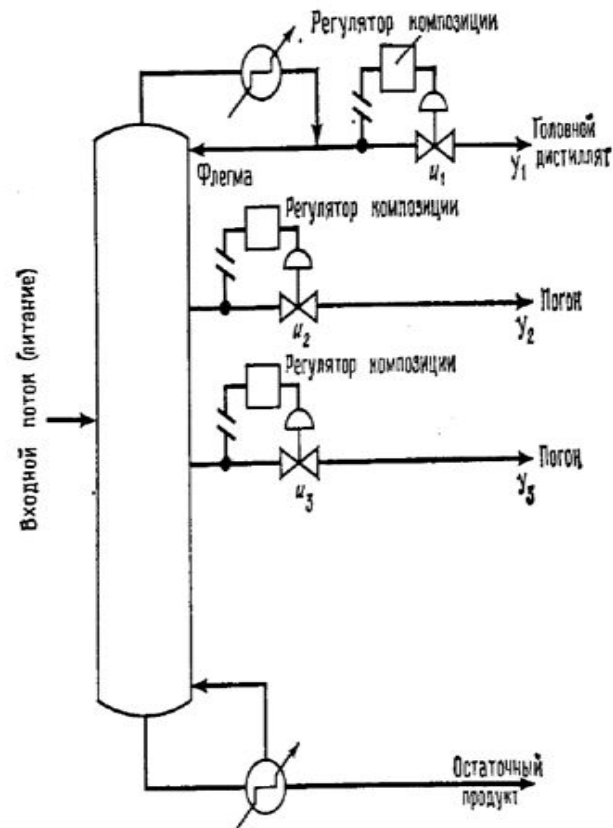 Регулятор композиции
Головной
дистиллят
u₁
y₁
Флегма
Регулятор композиции
Погон
u₂
y₂
Регулятор композиции
Погон
u₃
y₃
Входной поток (питание)
Остаточный
продукт